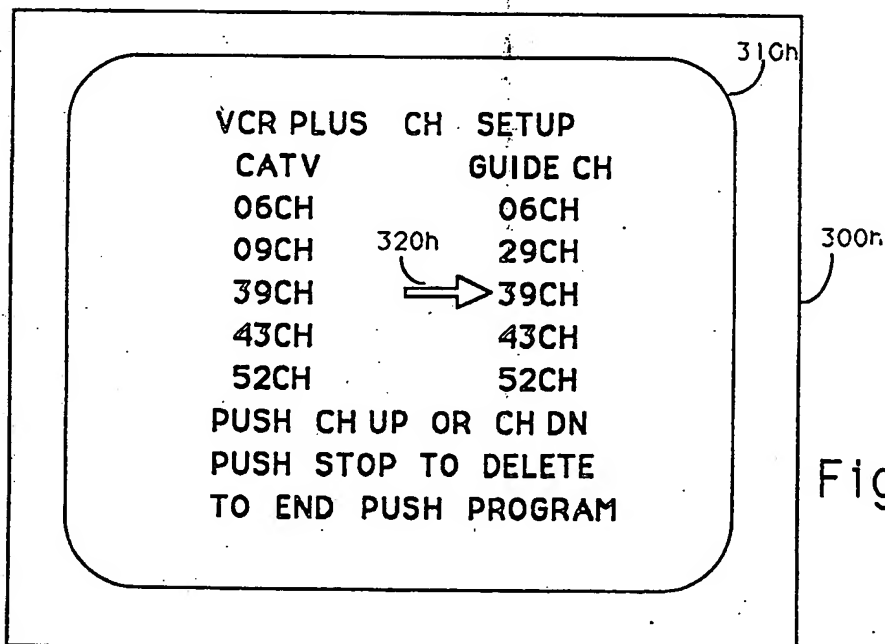 310h
VCR PLUS CH SETUP
CATV GUIDE CH
06CH 06CH
09CH 320h 29CH
300h
39CH 39CH
43CH 43CH
52CH 52CH
PUSH CH UP OR CH DN
PUSH STOP TO DELETE
TO END PUSH PROGRAM
Fig